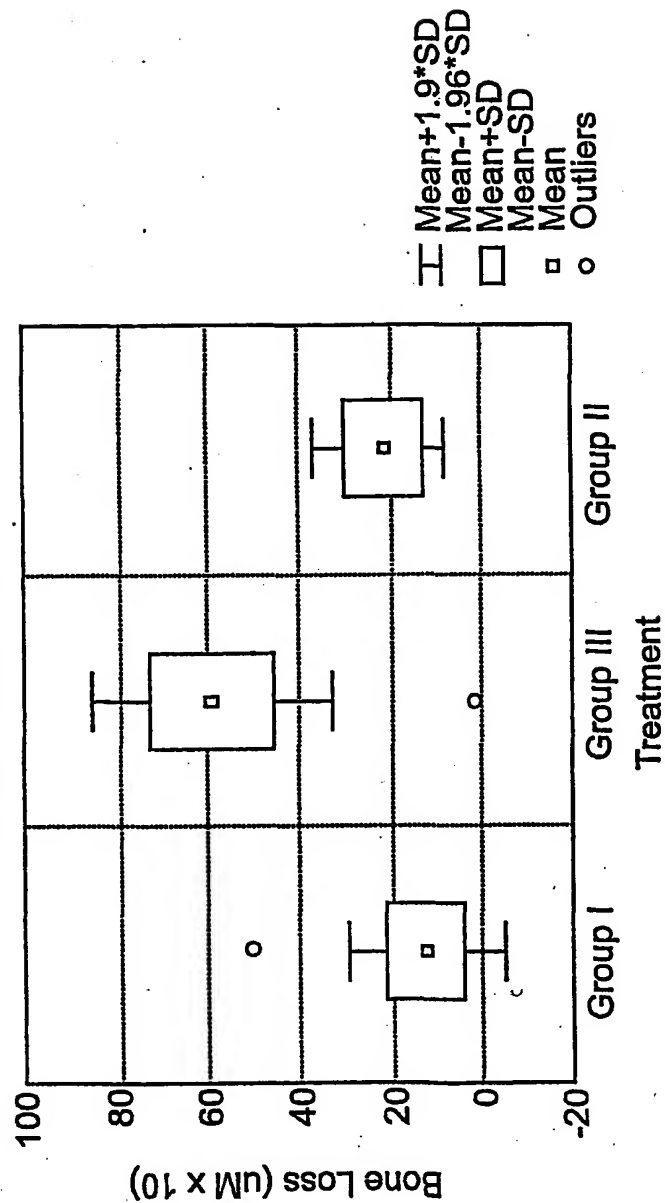 Bone Loss (uM x 10)
100
80
60
40
20
0
-20
Group I
Group III
Group II
Treatment
Mean+1.9*SD
Mean-1.96*SD
Mean+SD
Mean-SD
Mean
Outliers